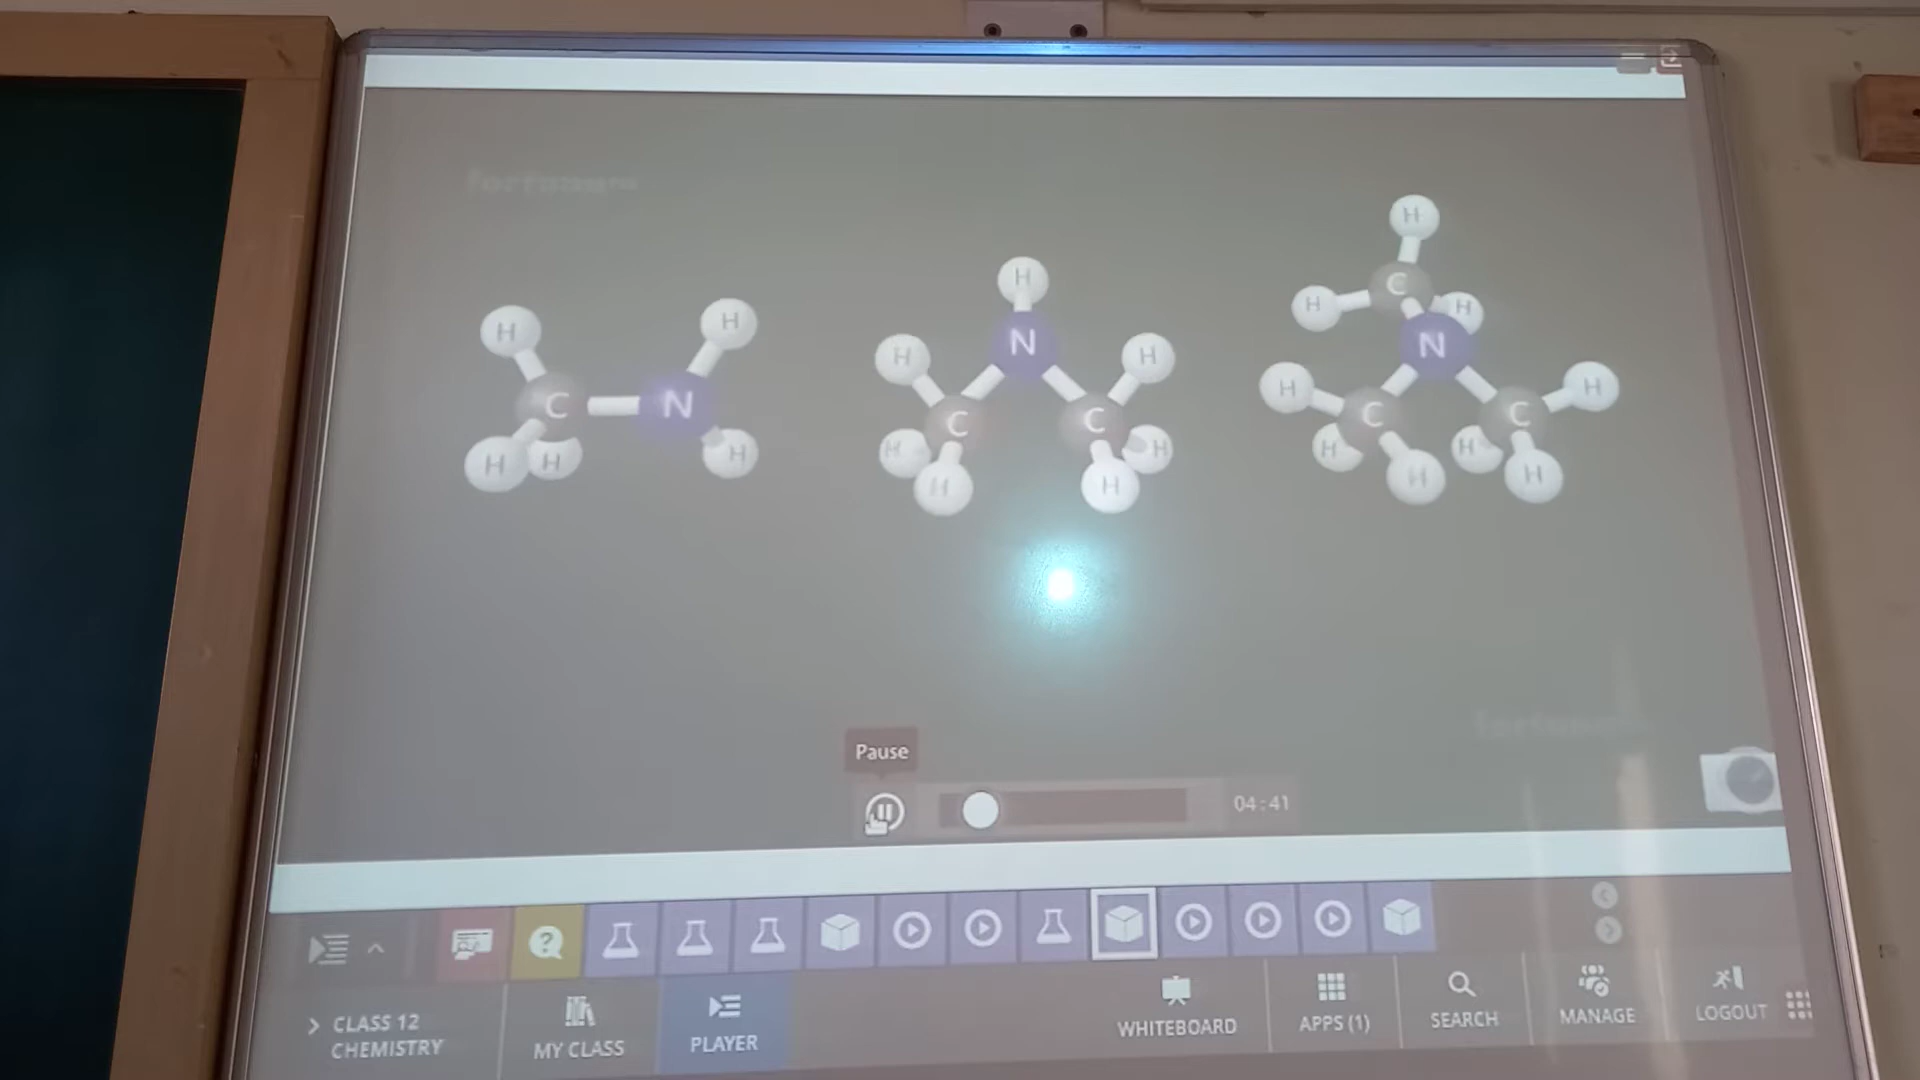 H H
C N
H H H
H
N
H H
C C
H H
H H
H
C
H H
N
H H
C C
H H
H H
Pause
04:41
?
CLASS 12
CHEMISTRY
MY CLASS
PLAYER
WHITEBOARD
APPS (1)
SEARCH
MANAGE
LOGOUT